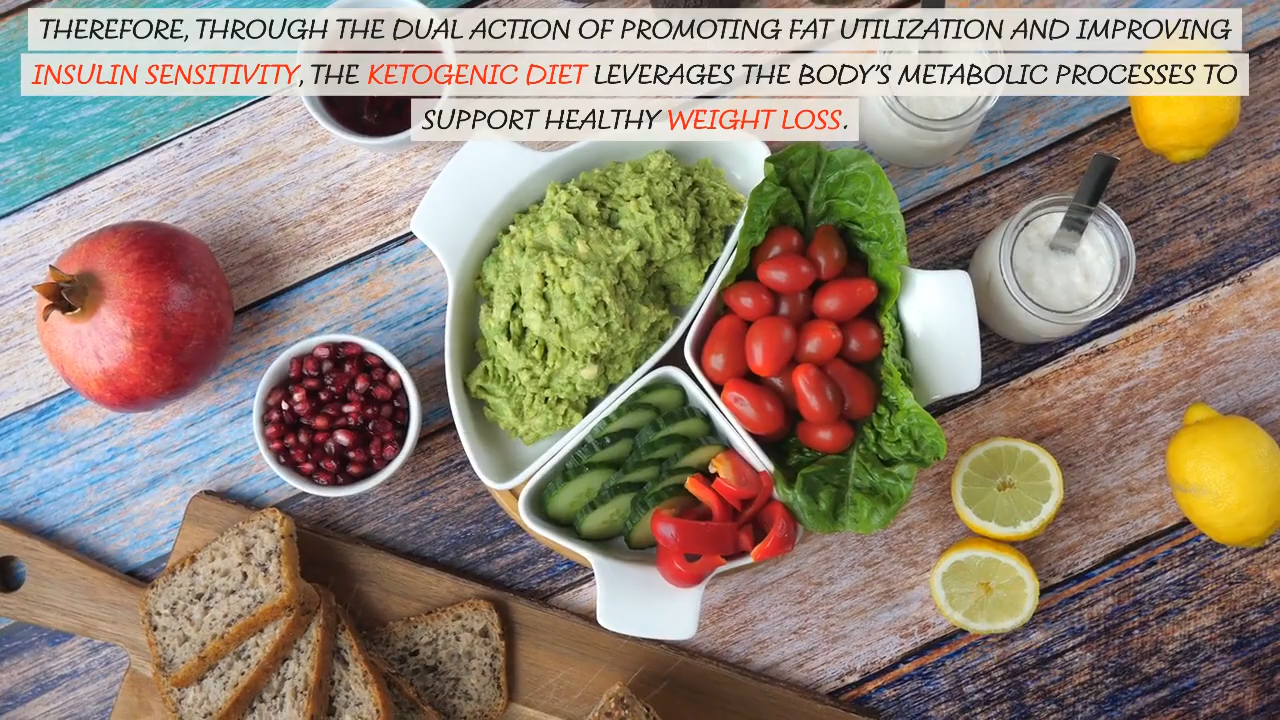 THEREFORE, THROUGH THE DUAL ACTION OF PROMOTING FAT UTILIZATION AND IMPROVING
INSULIN SENSITIVITY, THE KETOGENIC DIET LEVERAGES THE BODY'S METABOLIC PROCESSES TO
SUPPORT HEALTHY WEIGHT LOSS.